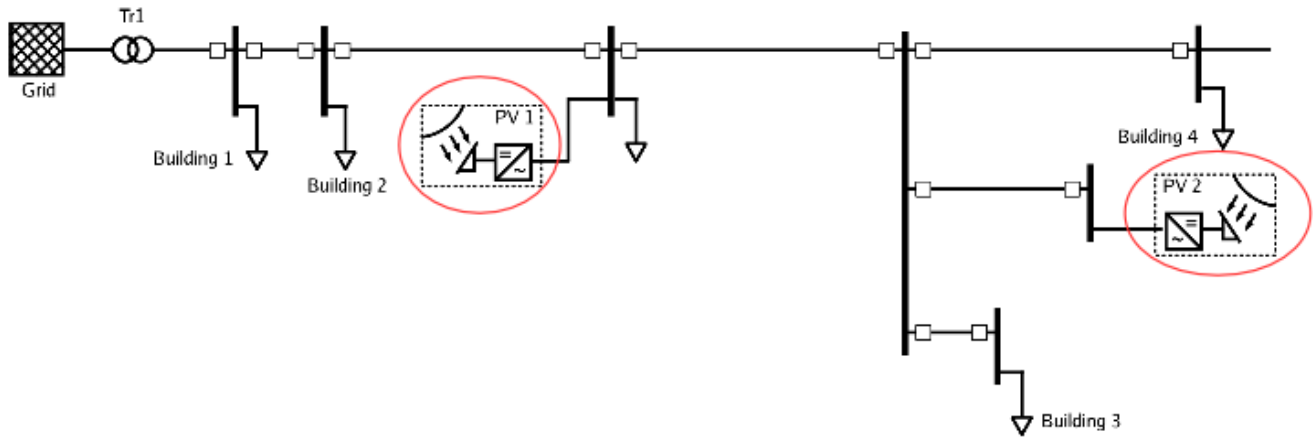 Tr1
Grid
Building 1
Building 2
PV 1
Building 4
PV 2
Building 3